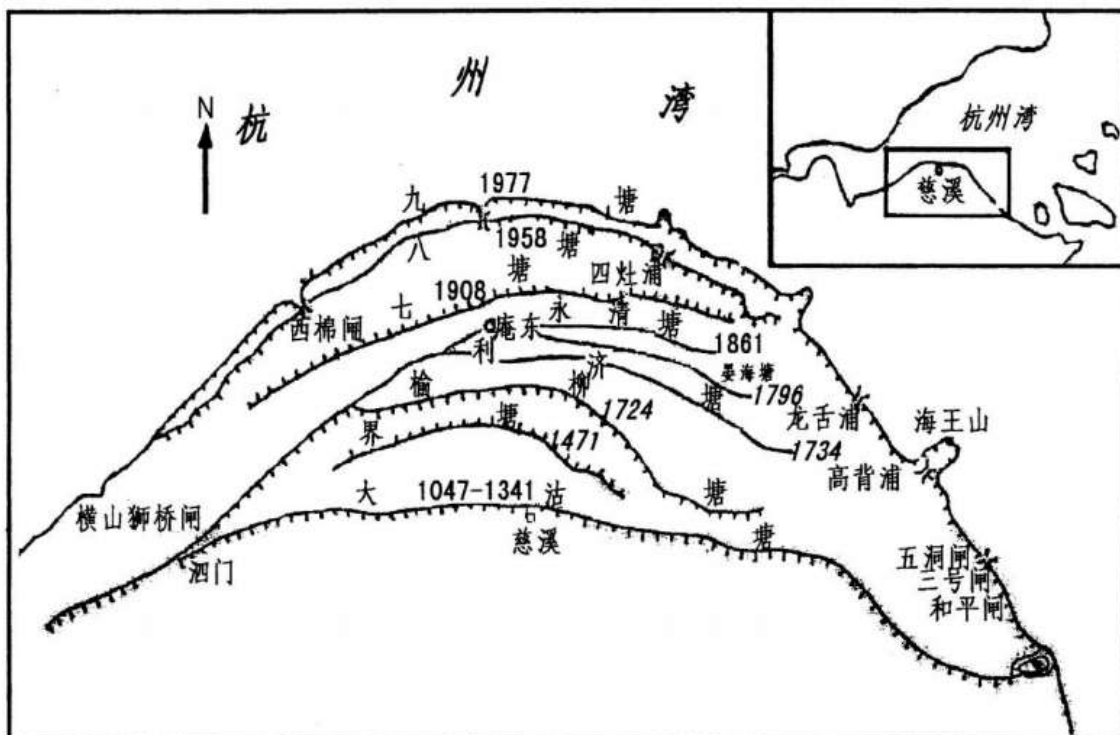 杭州湾
N
杭州湾
慈溪
九塘
1977
八塘
1958
四灶浦
七塘
1908
西棉闸
永清塘
1861
庵东
利济塘
晏海塘
1796
1734
榆柳塘
1724
龙舌浦
海王山
高背浦
界塘
1471
大沽塘
1047-1341
慈溪
横山狮桥闸
泗门
五洞闸
二号闸
和平闸